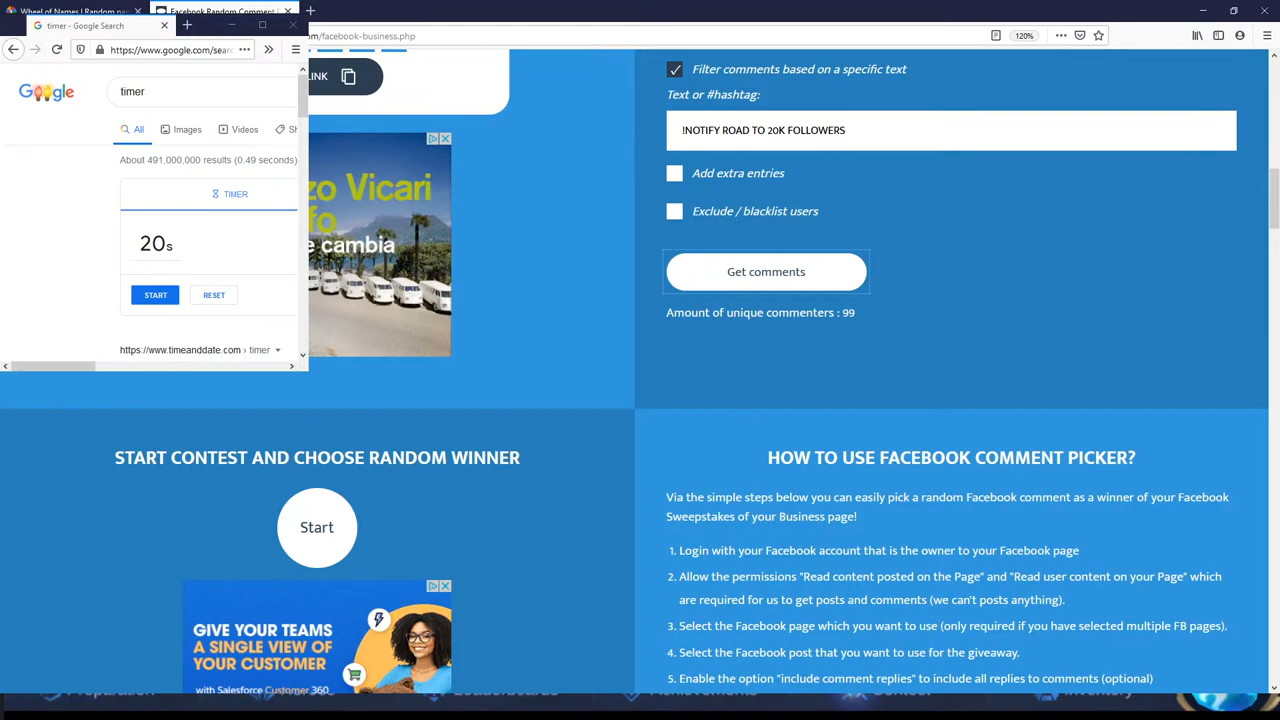 Wheel of Names | Random na
Facebook Random Comment
timer - Google Search
https://www.google.com/sear
m/facebook-business.php
120%
Google
timer
All
Images
Videos
Sh
About 491,000,000 results (0.49 seconds)
TIMER
20s
START
RESET
https://www.timeanddate.com › timer
LINK
zo Vicari
fo
e cambia
Filter comments based on a specific text
Text or #hashtag:
!NOTIFY ROAD TO 20K FOLLOWERS
Add extra entries
Exclude / blacklist users
Get comments
Amount of unique commenters : 99
START CONTEST AND CHOOSE RANDOM WINNER
Start
GIVE YOUR TEAMS
A SINGLE VIEW OF
YOUR CUSTOMER
with Salesforce Customer 360
HOW TO USE FACEBOOK COMMENT PICKER?
Via the simple steps below you can easily pick a random Facebook comment as a winner of your Facebook
Sweepstakes of your Business page!
1. Login with your Facebook account that is the owner to your Facebook page
2. Allow the permissions "Read content posted on the Page" and "Read user content on your Page" which
are required for us to get posts and comments (we can't posts anything).
3. Select the Facebook page which you want to use (only required if you have selected multiple FB pages).
4. Select the Facebook post that you want to use for the giveaway.
5. Enable the option "include comment replies" to include all replies to comments (optional)